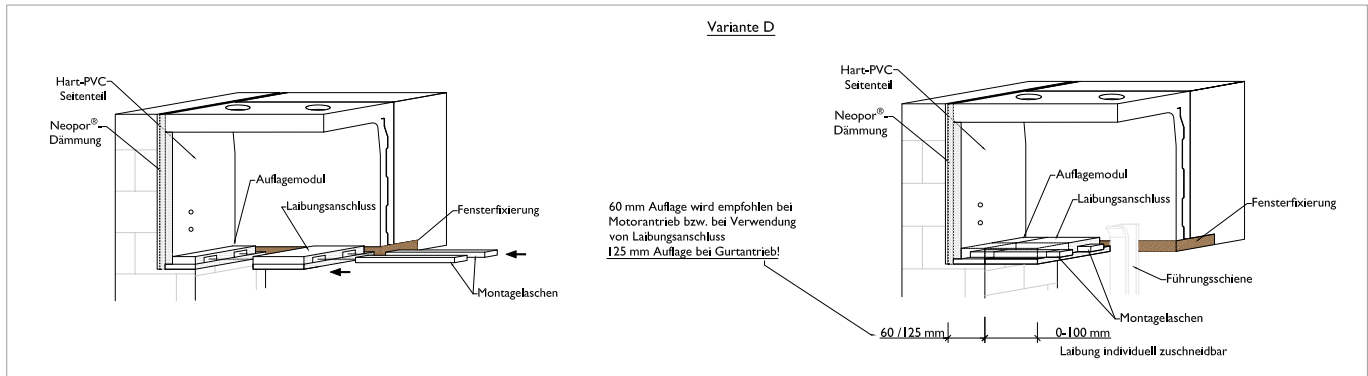 Variante D
Hart-PVC
Seitenteil
Neopor®-
Dämmung
Auflagemodul
Laibungsanschluss
Fensterfixierung
Montagelaschen
60 mm Auflage wird empfohlen bei
Motorantrieb bzw. bei Verwendung
von Laibungsanschluss
125 mm Auflage bei Gurtantrieb!
Hart-PVC
Seitenteil
Neopor®-
Dämmung
Auflagemodul
Laibungsanschluss
Fensterfixierung
Führungsschiene
Montagelaschen
60 /125 mm
0-100 mm
Laibung individuell zuschneidbar